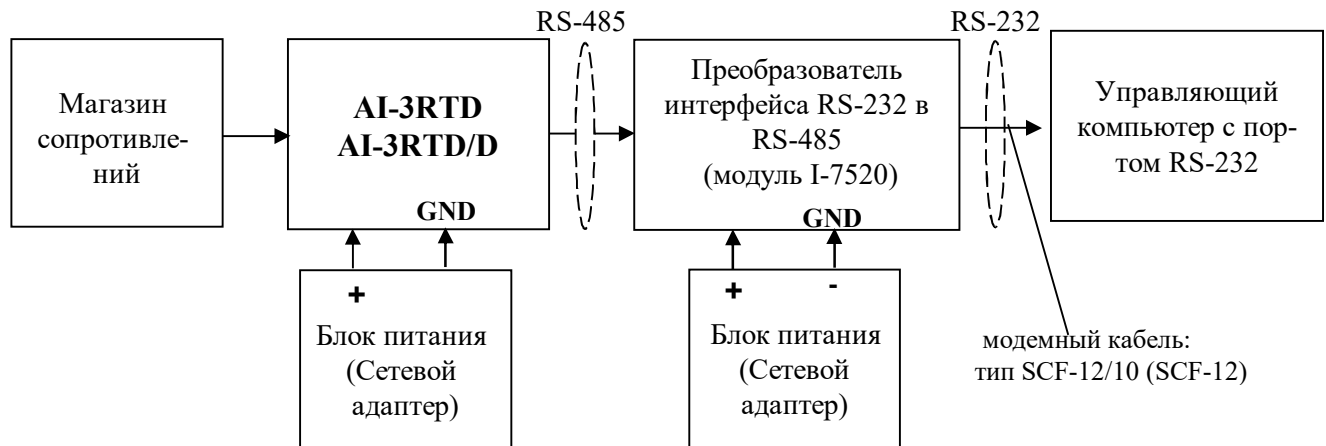 RS-485
RS-232
Магазин
сопротивле-
ний
AI-3RTD
AI-3RTD/D
GND
Преобразователь
интерфейса RS-232 в
RS-485
(модуль I-7520)
GND
Управляющий
компьютер с пор-
том RS-232
+
Блок питания
(Сетевой
адаптер)
+ -
Блок питания
(Сетевой
адаптер)
модемный кабель:
тип SCF-12/10 (SCF-12)